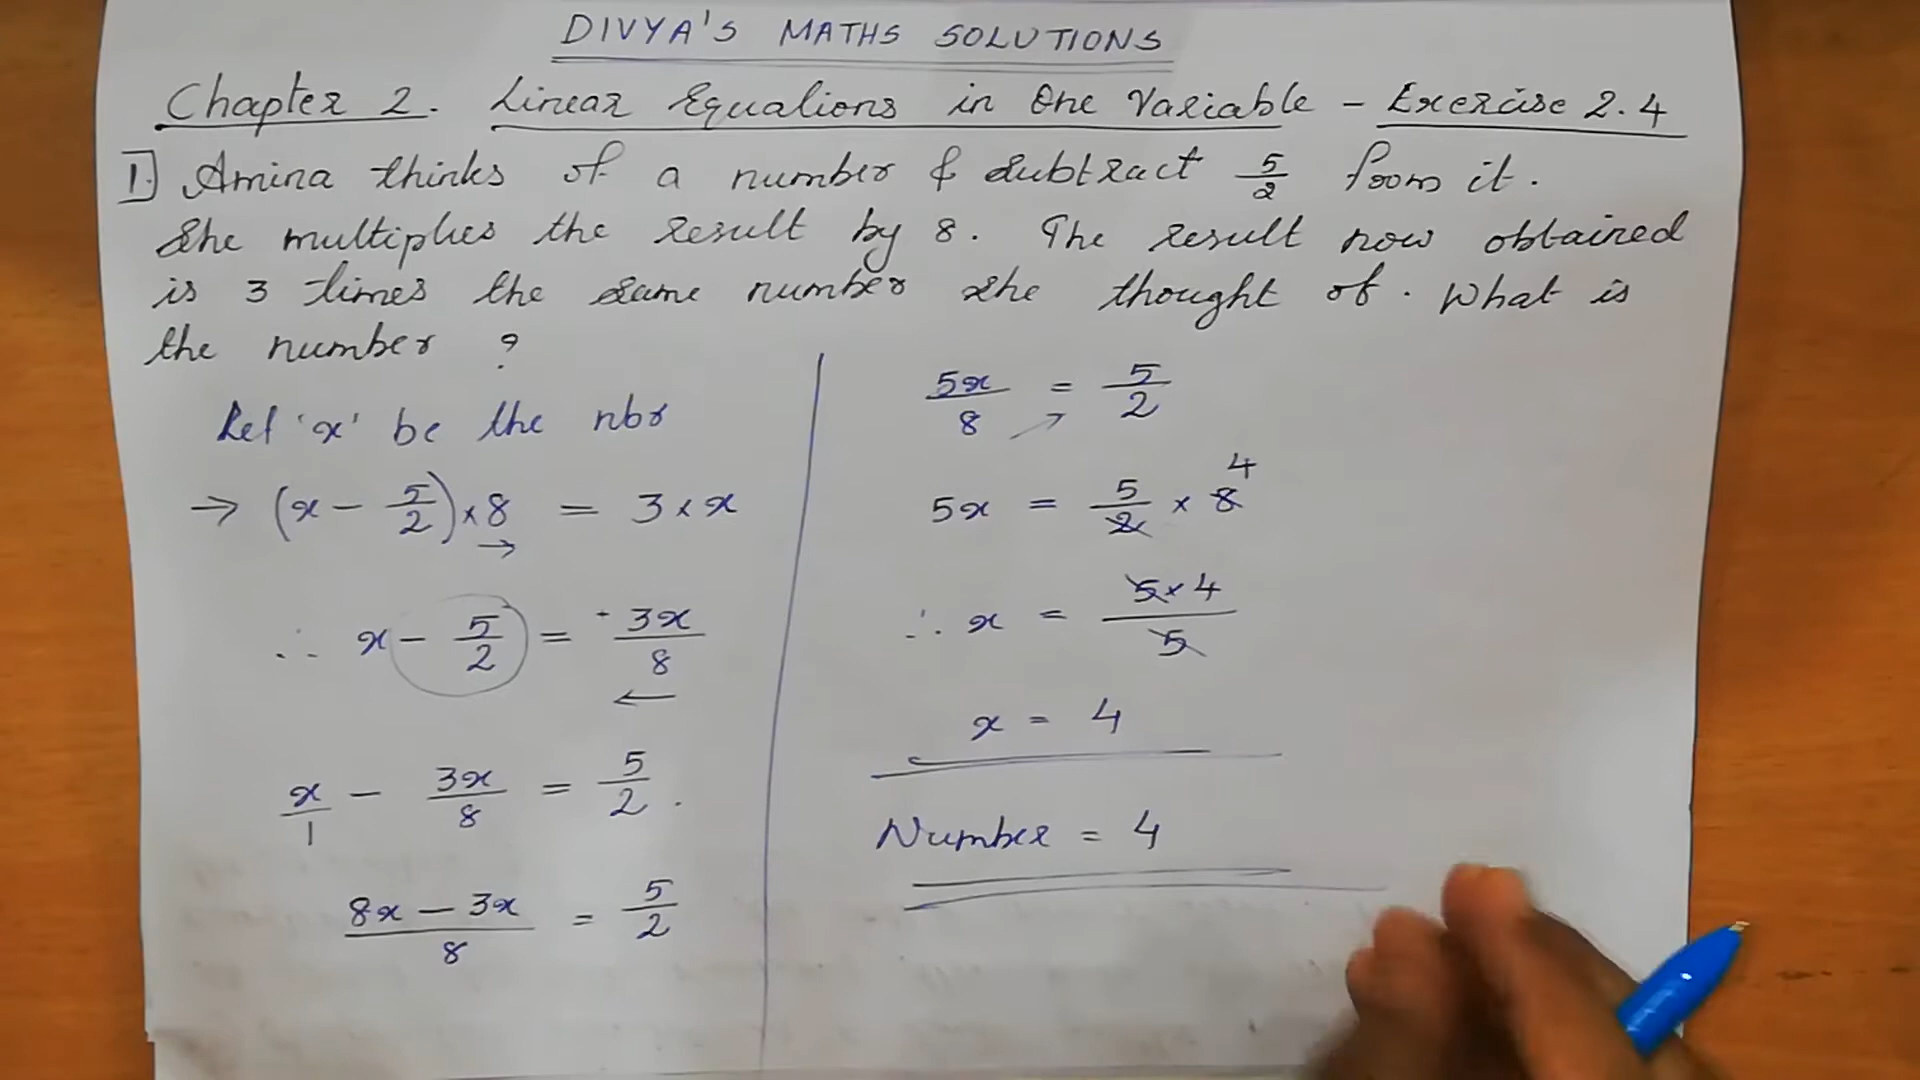 DIVYA'S MATHS SOLUTIONS
Chapter 2. Linear Equations in One Variable - Exercise 2.4
1. Amina thinks of a number & subtract 5/2 from it.
She multiplies the result by 8. The result now obtained
is 3 times the same number she thought of. What is
the number ?
Let 'x' be the nbr
→ (x - 5/2) × 8 = 3 × x
∴ x - 5/2 = 3x/8
x/1 - 3x/8 = 5/2.
8x - 3x/8 = 5/2
5x/8 = 5/2
5x = 5/2 × 8 4
∴ x = 5×4/5
x = 4
Number = 4